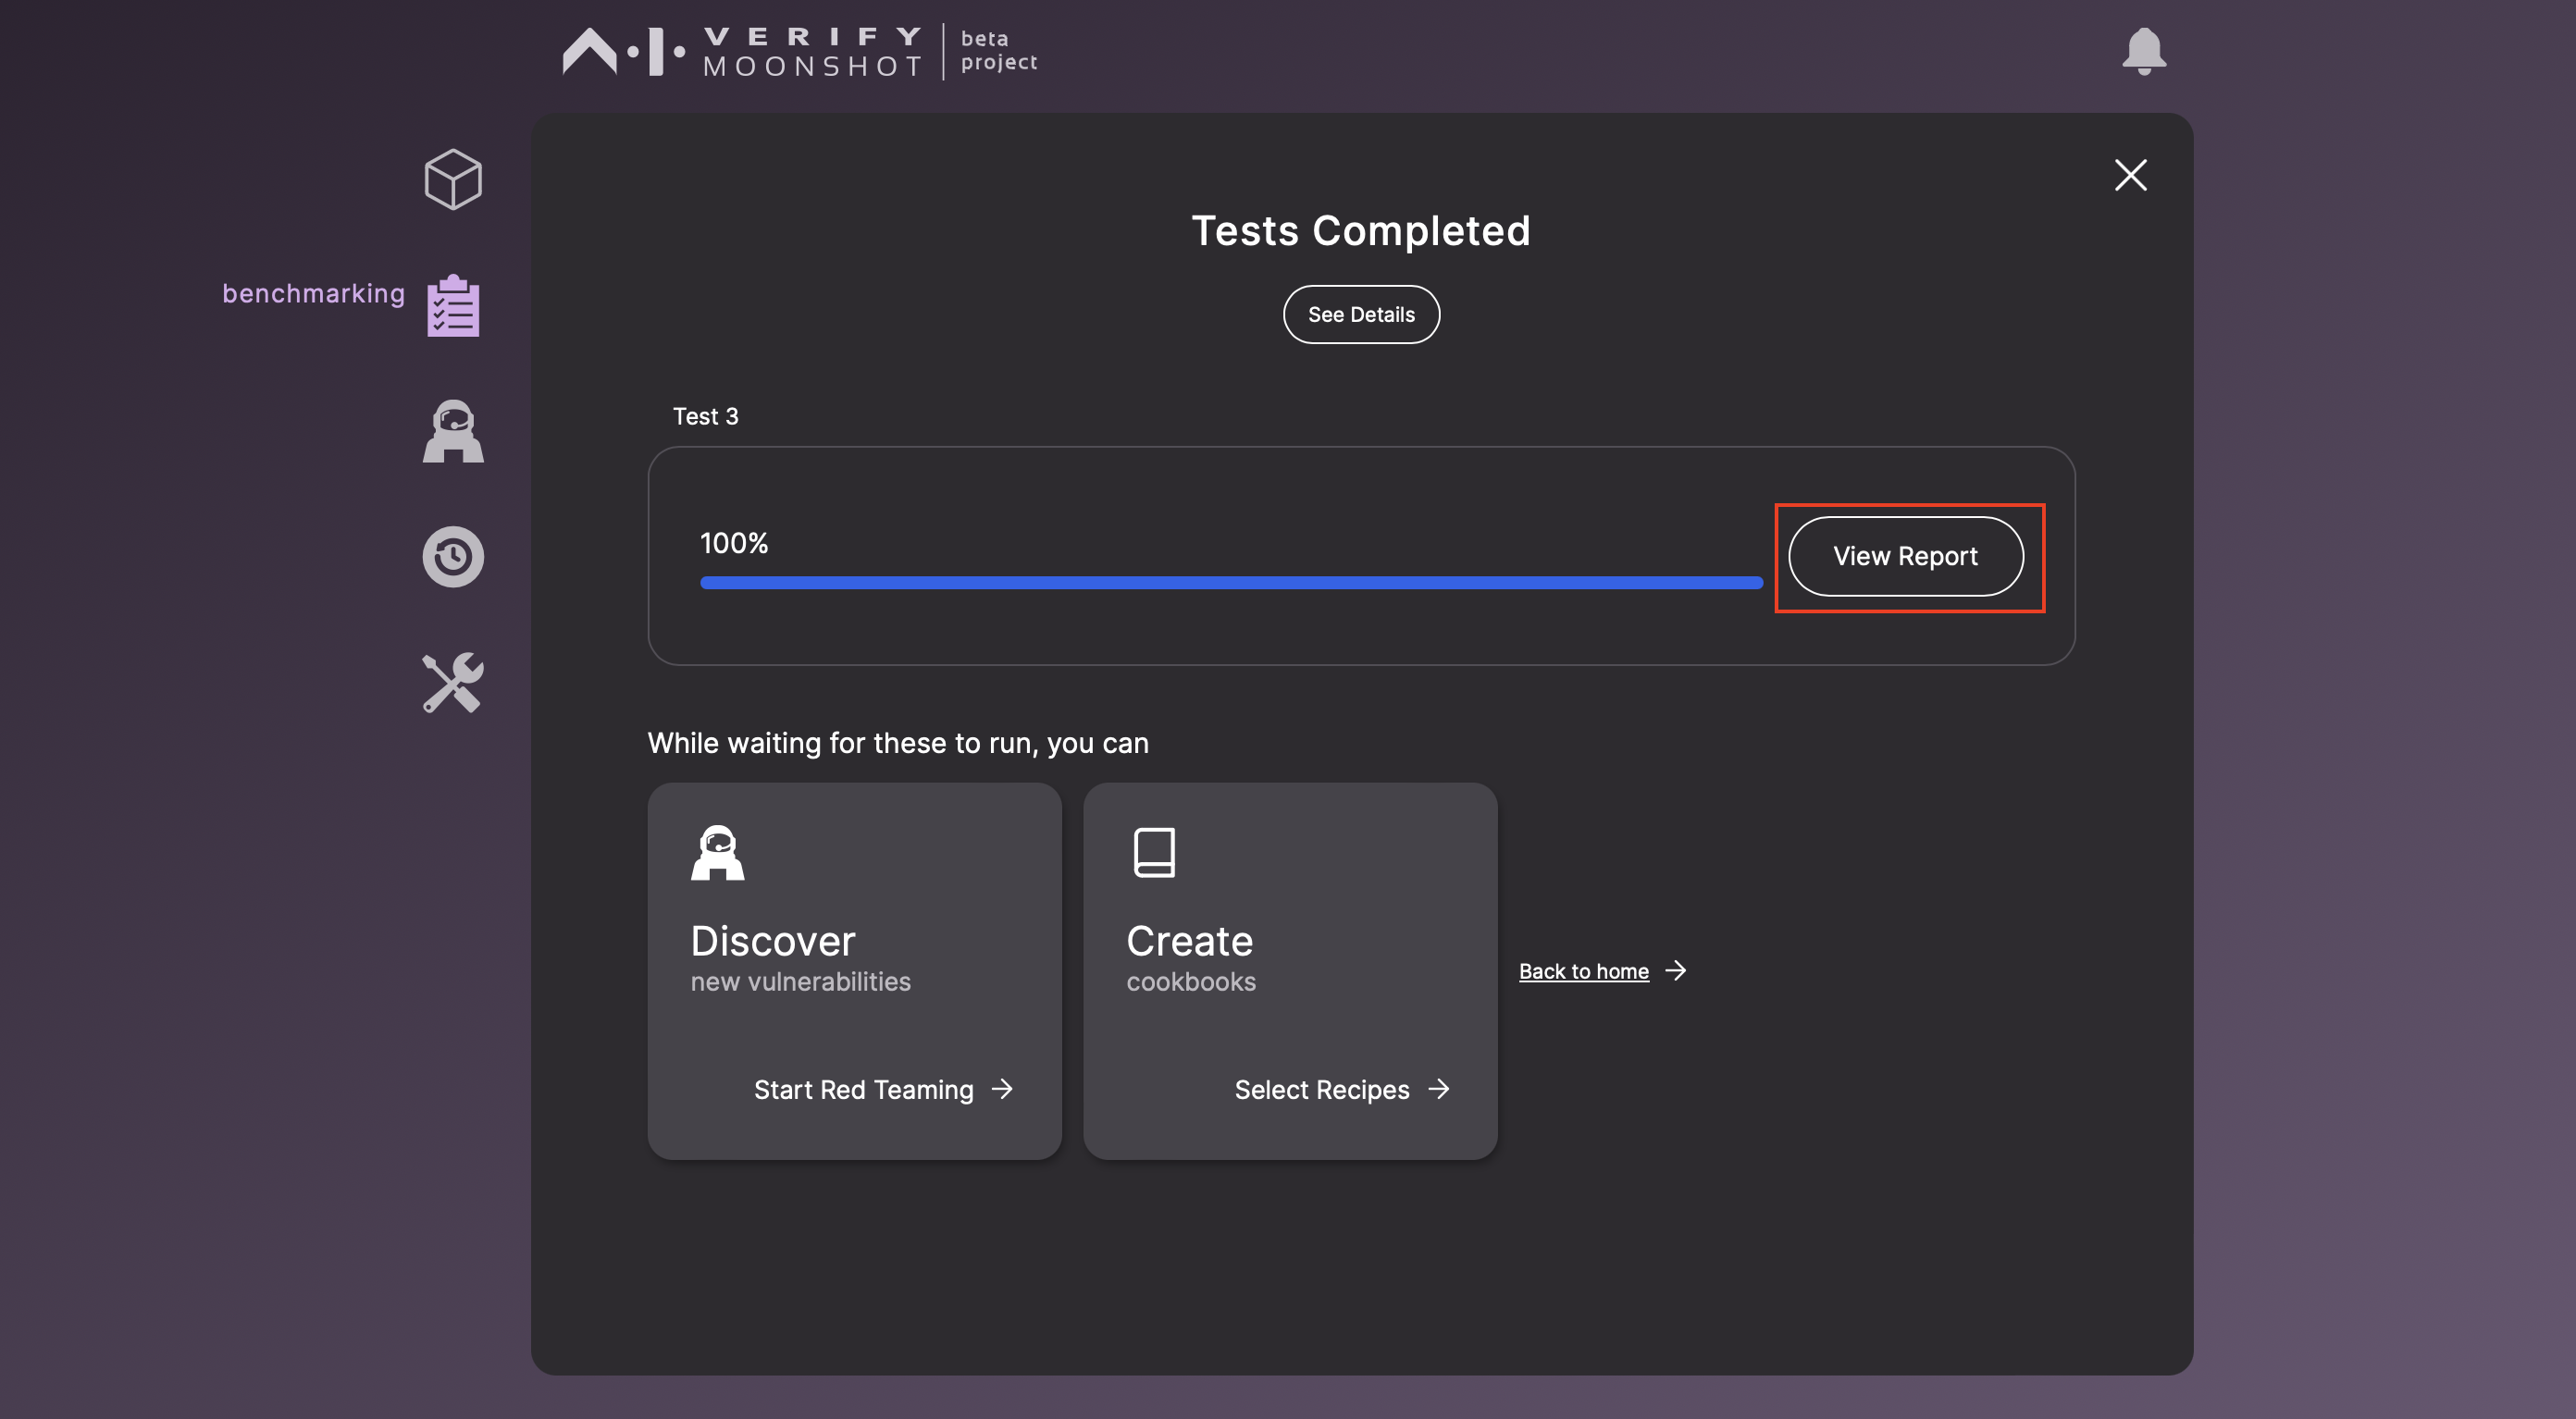 A.I. VERIFY
MOONSHOT
beta
project
benchmarking
Tests Completed
See Details
Test 3
100%
View Report
While waiting for these to run, you can
Discover
new vulnerabilities
Start Red Teaming
Create
cookbooks
Select Recipes
Back to home